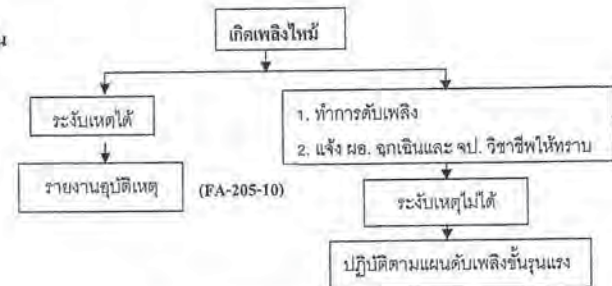 เกิดเพลิงไหม้
ระงับเหตุได้
1. ทำการดับเพลิง
2. แจ้ง ผอ. ฉุกเฉินและ จป. วิชาชีพให้ทราบ
รายงานอุบัติเหตุ (FA-205-10)
ระงับเหตุไม่ได้
ปฏิบัติตามแผนดับเพลิงขั้นรุนแรง